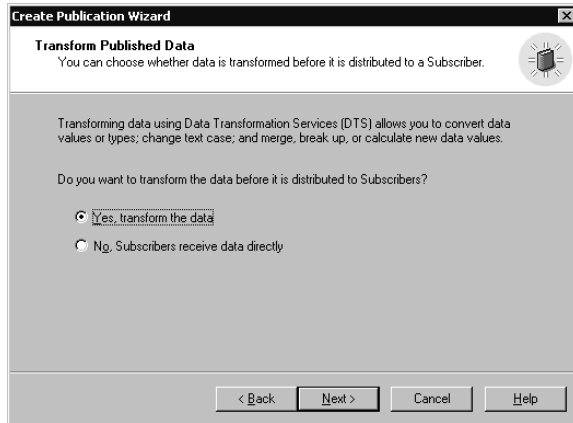 Create Publication Wizard
Transform Published Data
You can choose whether data is transformed before it is distributed to a Subscriber.
Transforming data using Data Transformation Services (DTS) allows you to convert data
values or types; change text case; and merge, break up, or calculate new data values.
Do you want to transform the data before it is distributed to Subscribers?
Yes, transform the data
No, Subscribers receive data directly
< Back Next > Cancel Help